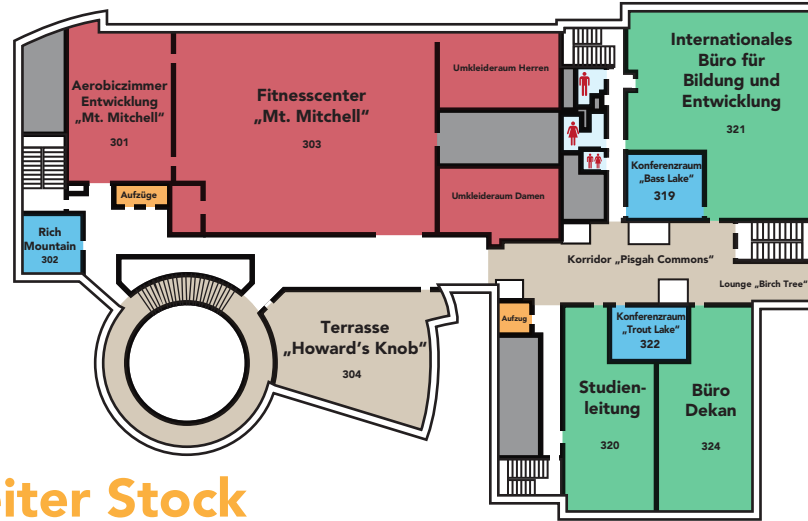 Aerobiczimmer
Entwicklung
„Mt. Mitchell“
301
Fitnesscenter
„Mt. Mitchell“
303
Umkleideraum Herren
Umkleideraum Damen
Internationales
Büro für
Bildung und
Entwicklung
321
Konferenzraum
„Bass Lake“
319
Aufzüge
Rich
Mountain
302
Korridor „Pisgah Commons“
Lounge „Birch Tree“
Terrasse
„Howard's Knob“
304
Aufzug
Konferenzraum
„Trout Lake“
322
Studien-
leitung
320
Büro
Dekan
324
iter Stock